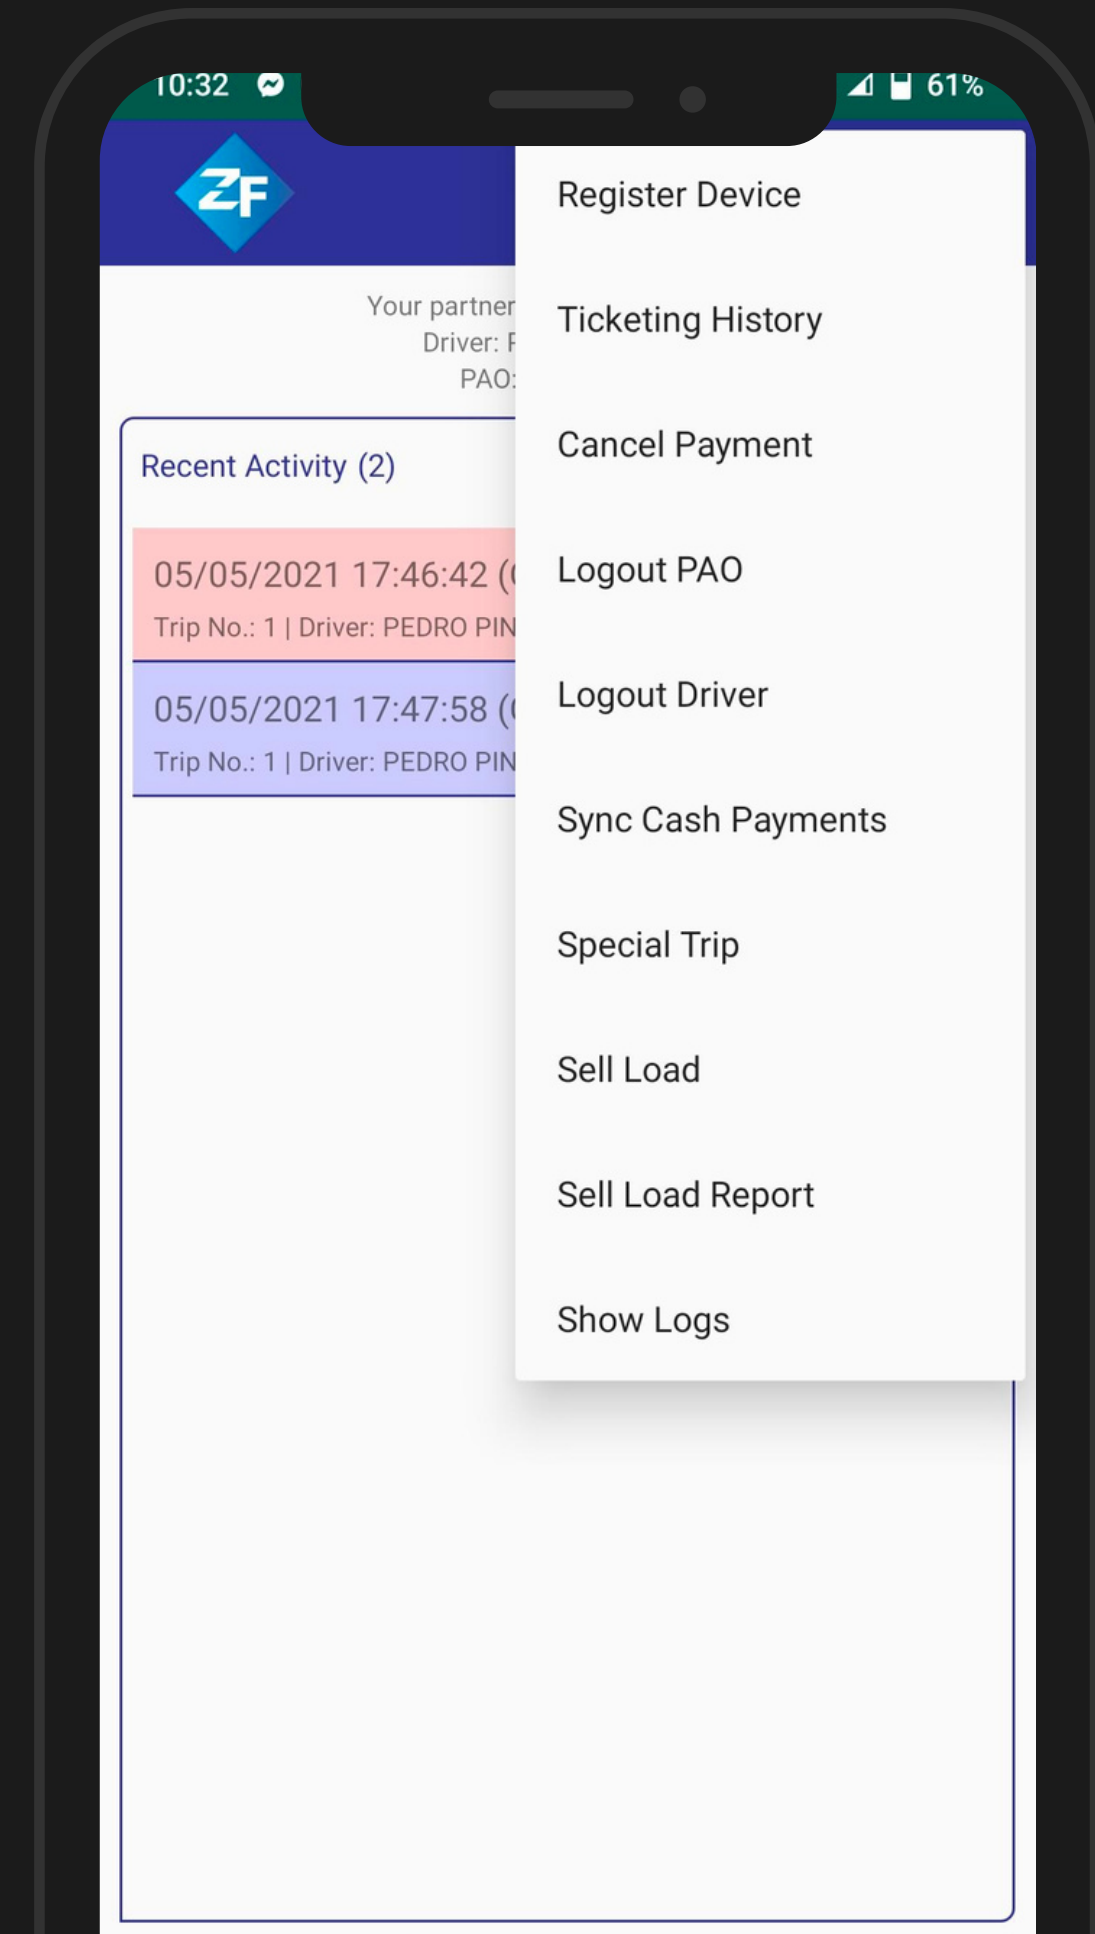 10:32
61%
ZF
Register Device
Your partner
Ticketing History
Driver:
PAO:
Cancel Payment
Recent Activity (2)
05/05/2021 17:46:42
Logout PAO
Trip No.: 1 | Driver: PEDRO PIN
05/05/2021 17:47:58
Logout Driver
Trip No.: 1 | Driver: PEDRO PIN
Sync Cash Payments
Special Trip
Sell Load
Sell Load Report
Show Logs